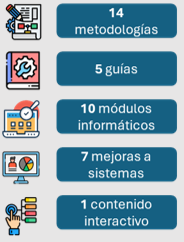 14
metodologías
5 guías
10 módulos
informáticos
7 mejoras a
sistemas
1 contenido
interactivo